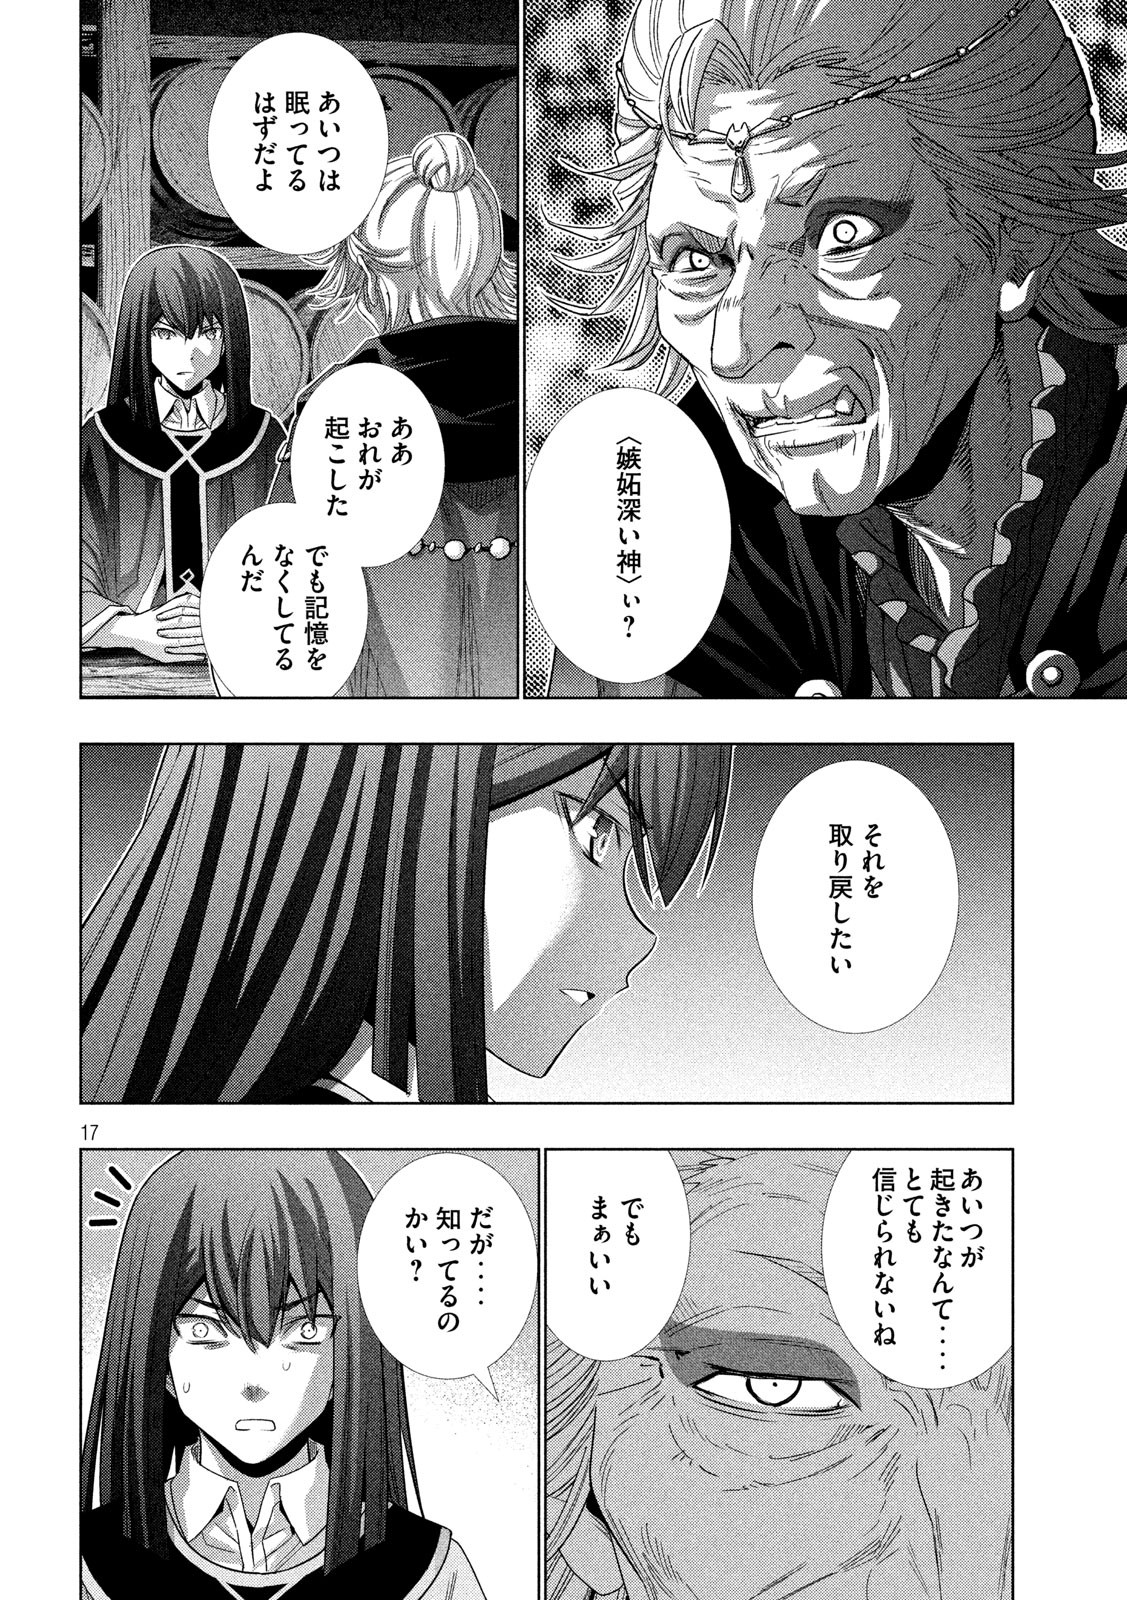 〈嫉妬深い神〉ぃ？
あいつは
眠ってる
はずだよ
ああ
おれが
起こした
でも記憶を
なくしてる
んだ
それを
取り戻したい
17
あいつが
起きたなんて‥‥
とても
信じられないね
でも
まぁいい
だが‥‥
知ってるの
かい？